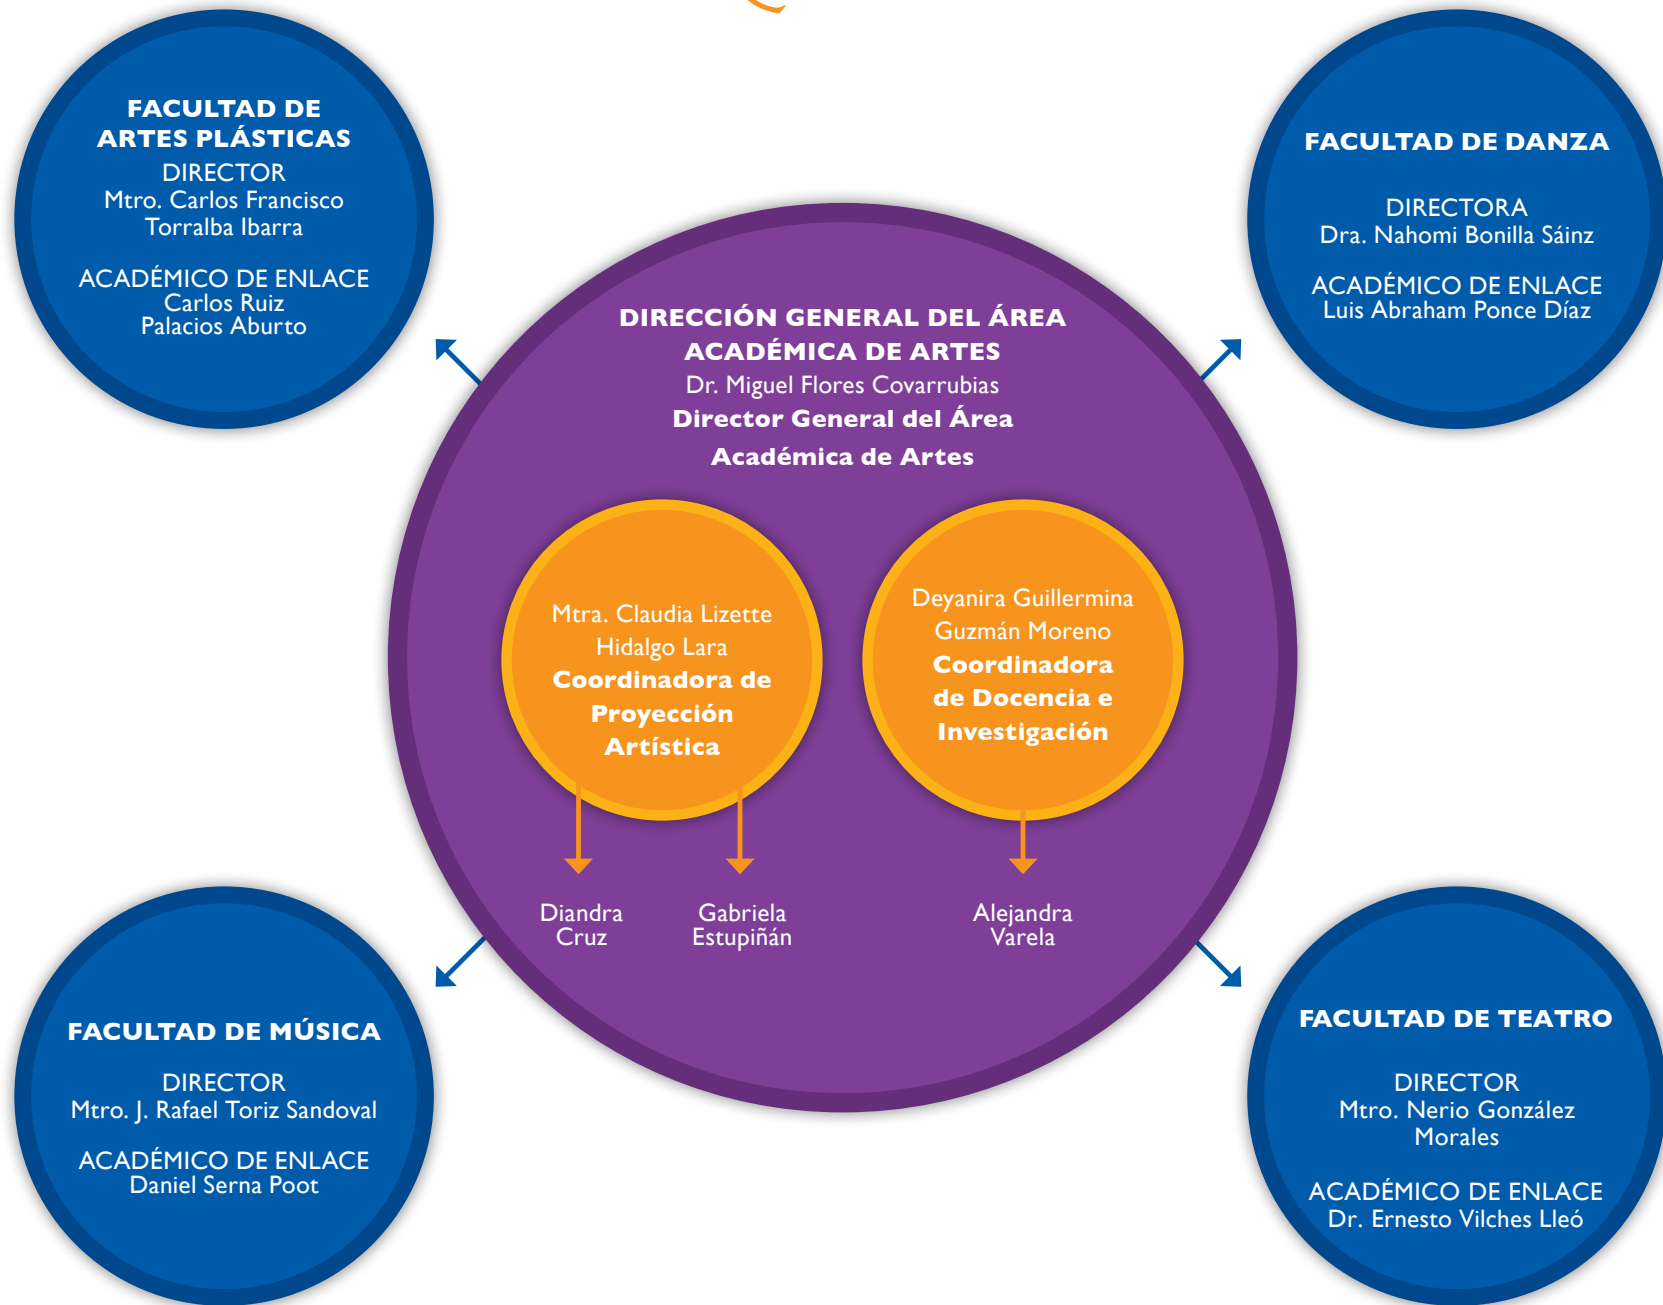 FACULTAD DE
ARTES PLÁSTICAS
DIRECTOR
Mtro. Carlos Francisco
Torralba Ibarra
ACADÉMICO DE ENLACE
Carlos Ruiz
Palacios Aburto
FACULTAD DE DANZA
DIRECTORA
Dra. Nahomi Bonilla Sáinz
ACADÉMICO DE ENLACE
Luis Abraham Ponce Díaz
DIRECCIÓN GENERAL DEL ÁREA
ACADÉMICA DE ARTES
Dr. Miguel Flores Covarrubias
Director General del Área
Académica de Artes
Mtra. Claudia Lizette
Hidalgo Lara
Coordinadora de
Proyección
Artística
Deyanira Guillermina
Guzmán Moreno
Coordinadora
de Docencia e
Investigación
Diandra
Cruz
Gabriela
Estupiñán
Alejandra
Varela
FACULTAD DE MÚSICA
DIRECTOR
Mtro. J. Rafael Toriz Sandoval
ACADÉMICO DE ENLACE
Daniel Serna Poot
FACULTAD DE TEATRO
DIRECTOR
Mtro. Nerio González
Morales
ACADÉMICO DE ENLACE
Dr. Ernesto Vilches Lleó